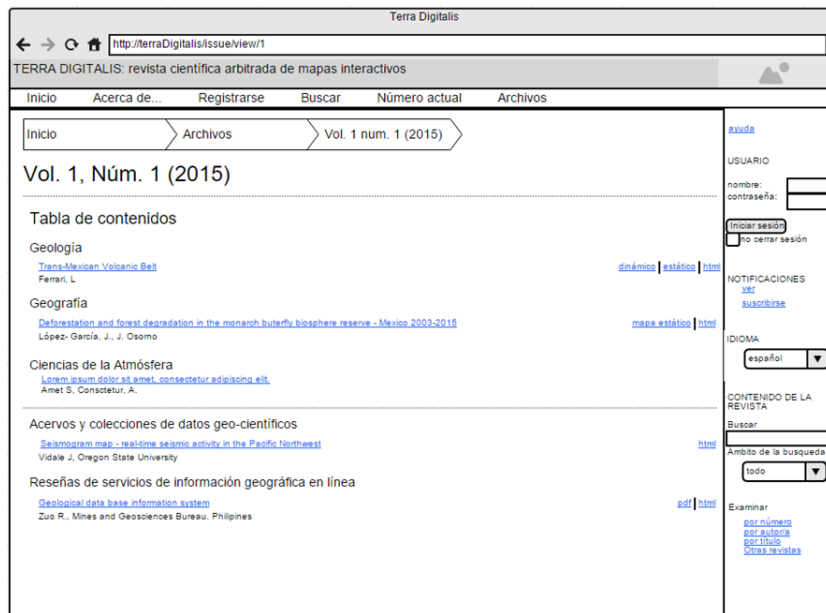 Terra Digitalis
http://terraDigitalis/issue/view/1
TERRA DIGITALIS: revista científica arbitrada de mapas interactivos
Inicio Acerca de... Registrarse Buscar Número actual Archivos
Inicio Archivos Vol. 1 num. 1 (2015)
Vol. 1, Núm. 1 (2015)
Tabla de contenidos
Geología
Trans-Mexican Volcanic Belt dinámico estático html
Ferrari, L
Geografía
Deforestation and forest degradation in the monarch buterfly biosphere reserve - Mexico 2003-2015 mapa estático html
López- García, J., J. Osorno
Ciencias de la Atmósfera
Lorem ipsum dolor sit amet, consectetur adipiscing elit.
Amet S, Consctetur, A.
Acervos y colecciones de datos geo-científicos
Seismogram map - real-time seismic activity in the Pacific Northwest html
Vidale J, Oregon State University
Reseñas de servicios de información geográfica en línea
Geological data base information system pdf html
Zuo R., Mines and Geosciences Bureau. Philipines
ayuda
USUARIO
nombre:
contraseña:
Iniciar sesión
no cerrar sesión
NOTIFICACIONES
ver
suscribirse
IDIOMA
español
CONTENIDO DE LA
REVISTA
Buscar
Ámbito de la busqueda
todo
Examinar
por número
por autoría
por título
Otras revistas